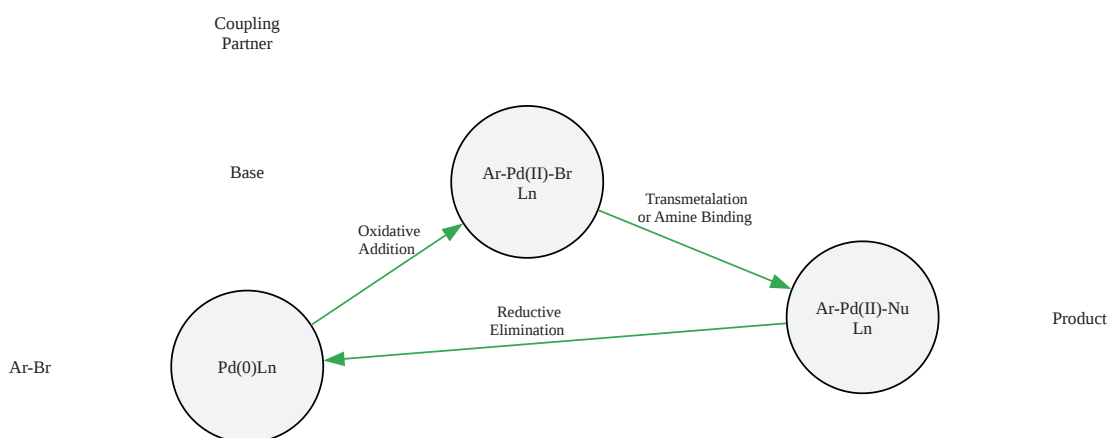 Coupling
Partner
Base
Ar-Pd(II)-Br
Ln
Transmetalation
or Amine Binding
Oxidative
Addition
Reductive
Elimination
Ar-Pd(II)-Nu
Ln
Product
Ar-Br
Pd(0)Ln